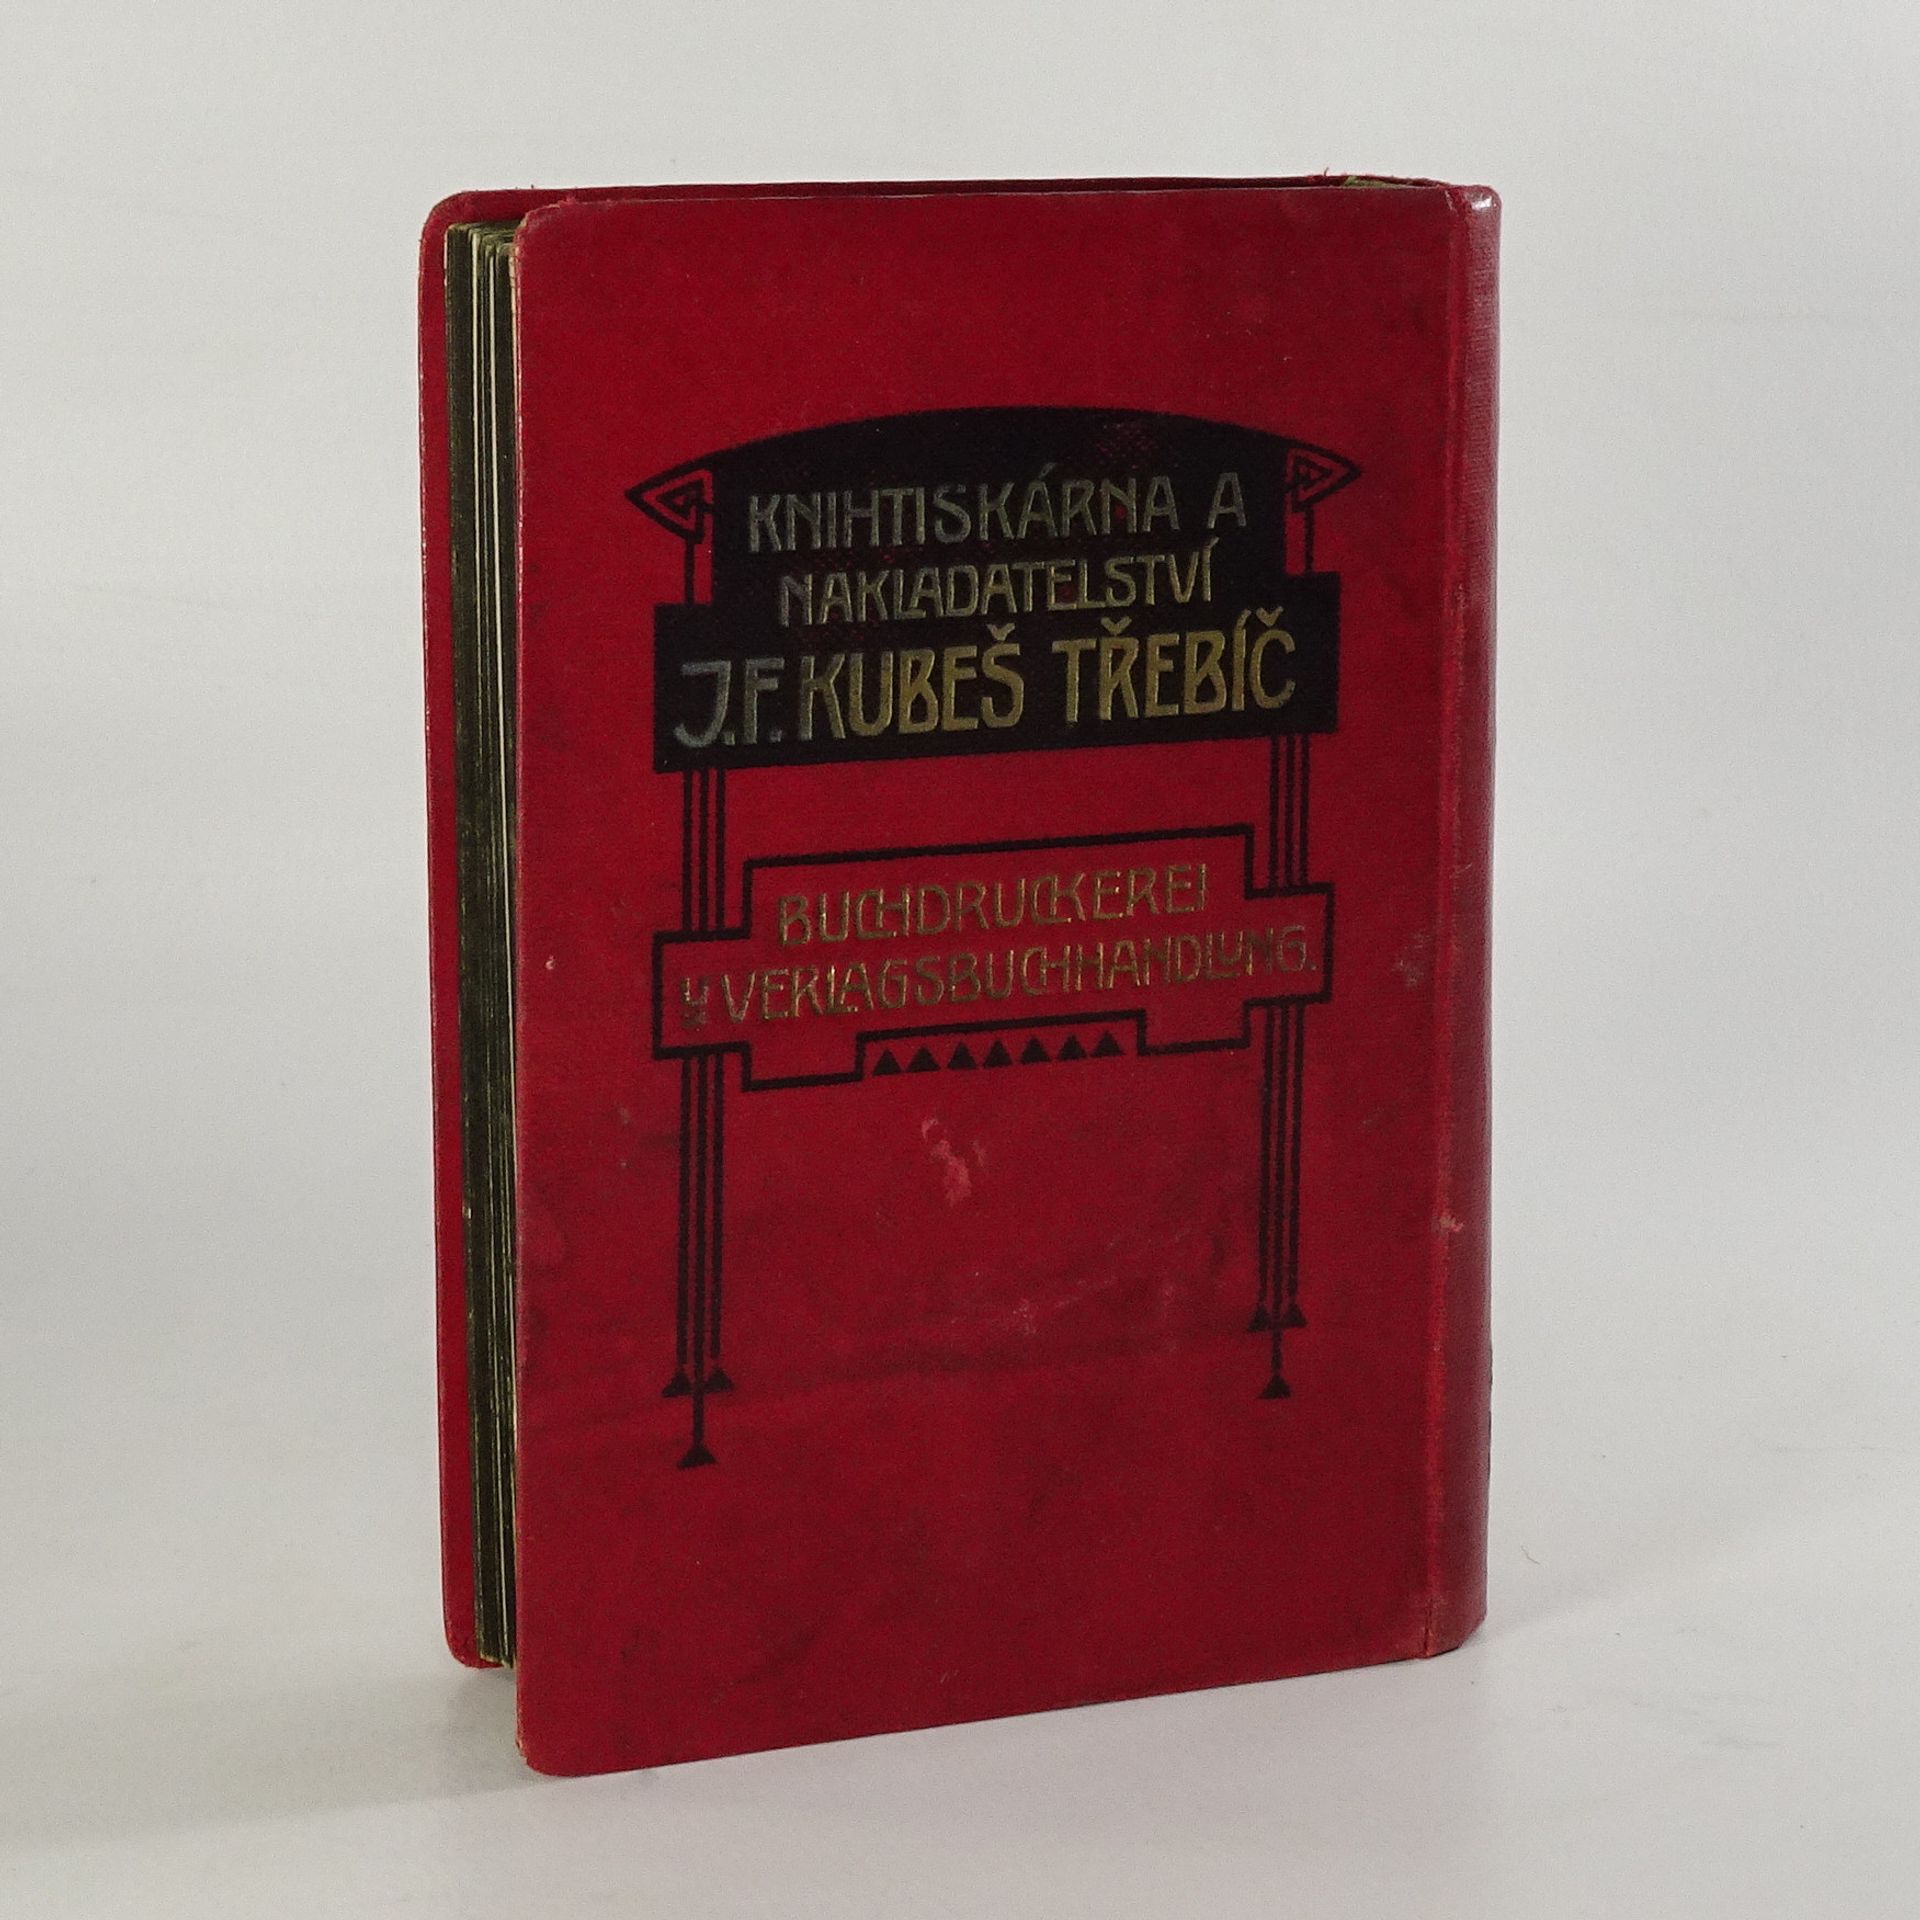 KNIHTISKÁRNA A
NAKLADATELSTVÍ
J.F. KUBEŠ TŘEBÍČ
BUCHDRUCKEREI
U VERLAGSBUCHHANDLUNG.